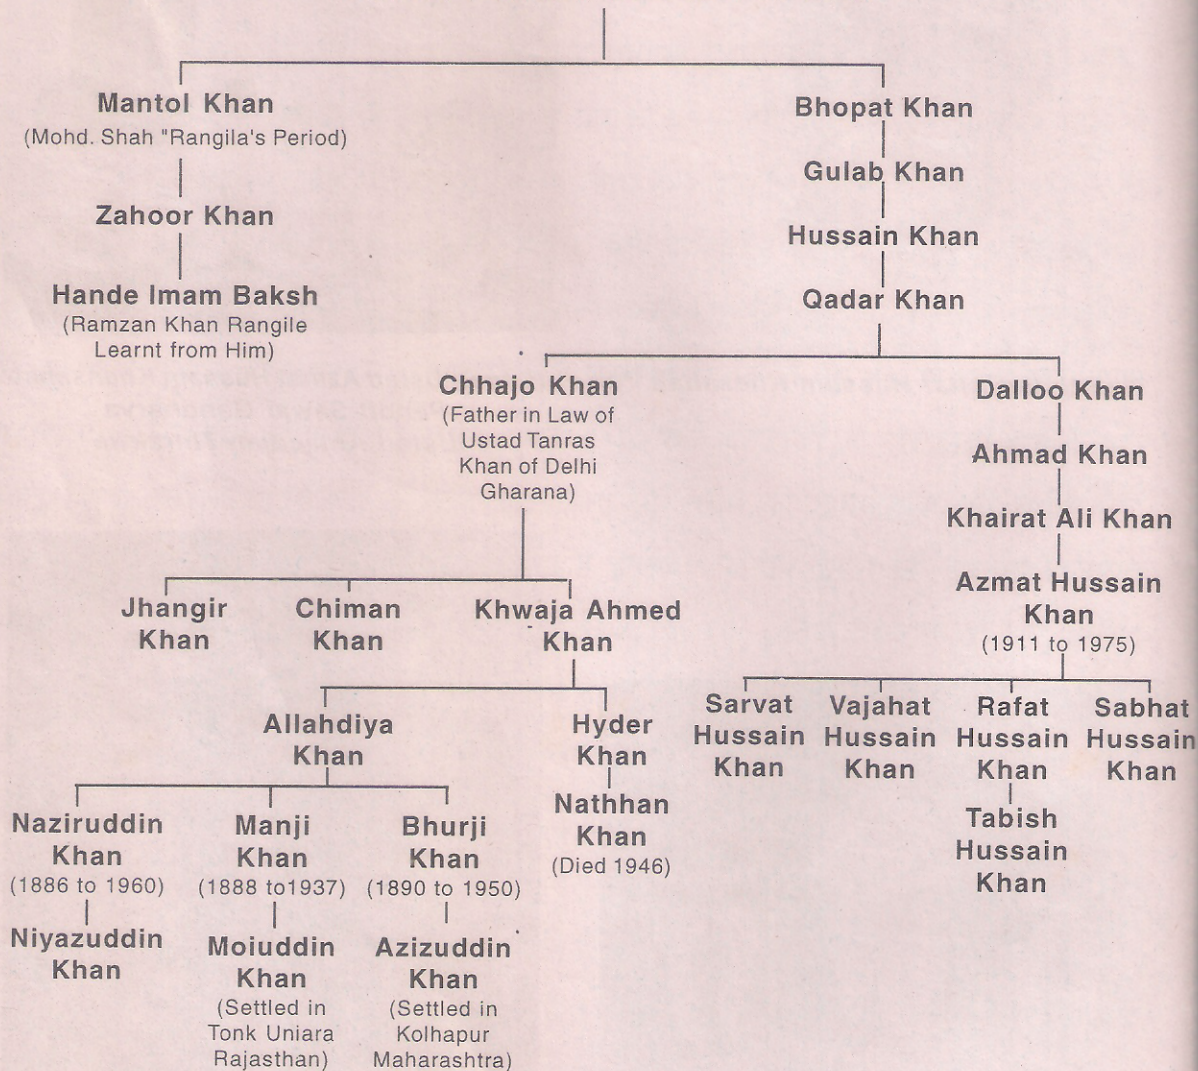 Mantol Khan
(Mohd. Shah "Rangila's Period)
Zahoor Khan
Hande Imam Baksh
(Ramzan Khan Rangile
Learnt from Him)
Bhopat Khan
Gulab Khan
Hussain Khan
Qadar Khan
Chhajo Khan
(Father in Law of
Ustad Tanras
Khan of Delhi
Gharana)
Dalloo Khan
Ahmad Khan
Khairat Ali Khan
Azmat Hussain
Khan
(1911 to 1975)
Jhangir
Khan
Chiman
Khan
Khwaja Ahmed
Khan
Allahdiya
Khan
Hyder
Khan
Nathhan
Khan
(Died 1946)
Sarvat
Hussain
Khan
Vajahat
Hussain
Khan
Rafat
Hussain
Khan
Sabhat
Hussain
Khan
Tabish
Hussain
Khan
Naziruddin
Khan
(1886 to 1960)
Niyazuddin
Khan
Manji
Khan
(1888 to1937)
Moiuddin
Khan
(Settled in
Tonk Uniara
Rajasthan)
Bhurji
Khan
(1890 to 1950)
Azizuddin
Khan
(Settled in
Kolhapur
Maharashtra)